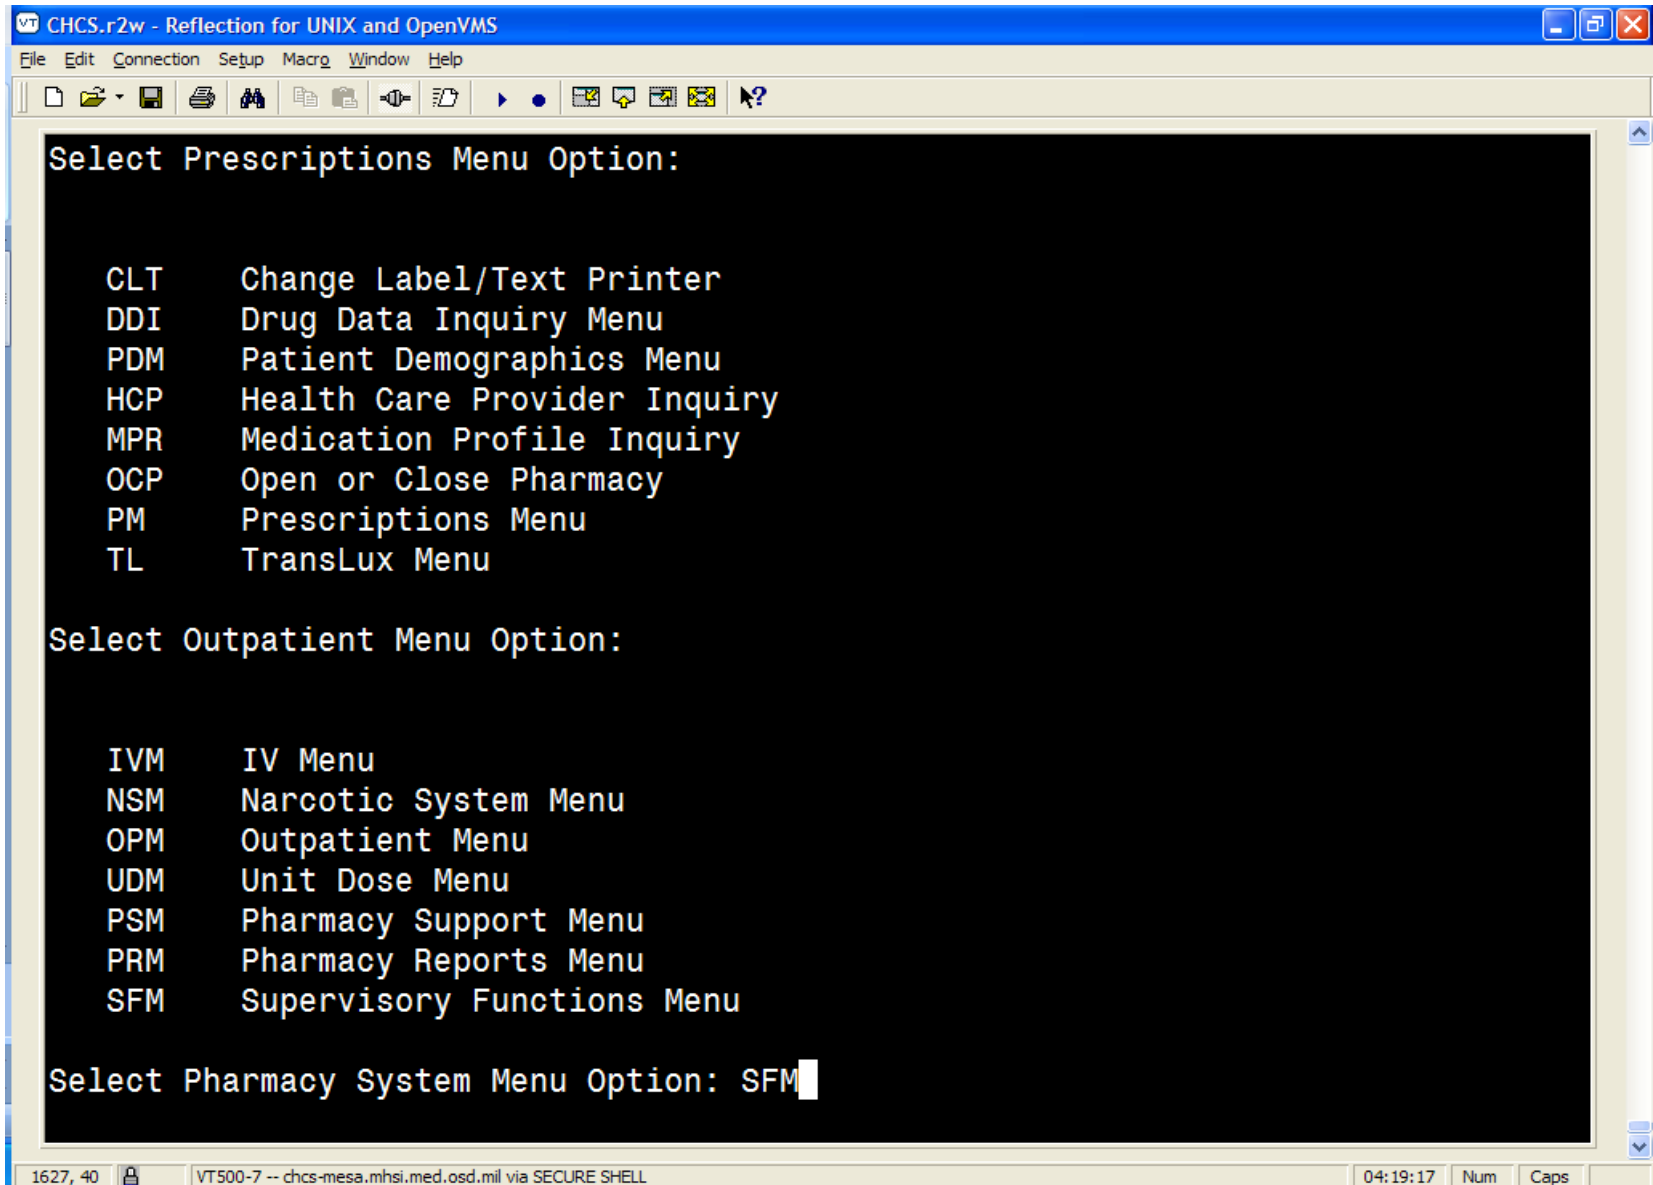 VT CHCS.r2w - Reflection for UNIX and OpenVMS
File Edit Connection Setup Macro Window Help
Select Prescriptions Menu Option:
CLT Change Label/Text Printer
DDI Drug Data Inquiry Menu
PDM Patient Demographics Menu
HCP Health Care Provider Inquiry
MPR Medication Profile Inquiry
OCP Open or Close Pharmacy
PM Prescriptions Menu
TL TransLux Menu
Select Outpatient Menu Option:
IVM IV Menu
NSM Narcotic System Menu
OPM Outpatient Menu
UDM Unit Dose Menu
PSM Pharmacy Support Menu
PRM Pharmacy Reports Menu
SFM Supervisory Functions Menu
Select Pharmacy System Menu Option: SFM
1627, 40 VT500-7 -- chcs-mesa.mhsi.med.osd.mil via SECURE SHELL 04:19:17 Num Caps